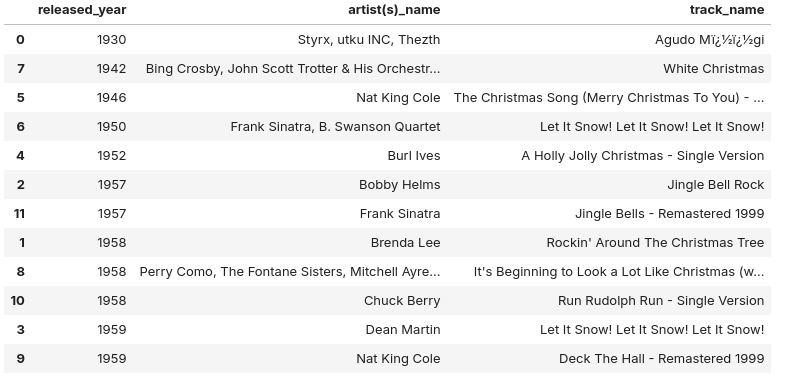 released_year artist(s)_name track_name
0 1930 Styrx, utku INC, Thezth Agudo Mï¿½ï¿½gi
7 1942 Bing Crosby, John Scott Trotter & His Orchestr... White Christmas
5 1946 Nat King Cole The Christmas Song (Merry Christmas To You) - ...
6 1950 Frank Sinatra, B. Swanson Quartet Let It Snow! Let It Snow! Let It Snow!
4 1952 Burl Ives A Holly Jolly Christmas - Single Version
2 1957 Bobby Helms Jingle Bell Rock
11 1957 Frank Sinatra Jingle Bells - Remastered 1999
1 1958 Brenda Lee Rockin' Around The Christmas Tree
8 1958 Perry Como, The Fontane Sisters, Mitchell Ayre... It's Beginning to Look a Lot Like Christmas (w...
10 1958 Chuck Berry Run Rudolph Run - Single Version
3 1959 Dean Martin Let It Snow! Let It Snow! Let It Snow!
9 1959 Nat King Cole Deck The Hall - Remastered 1999